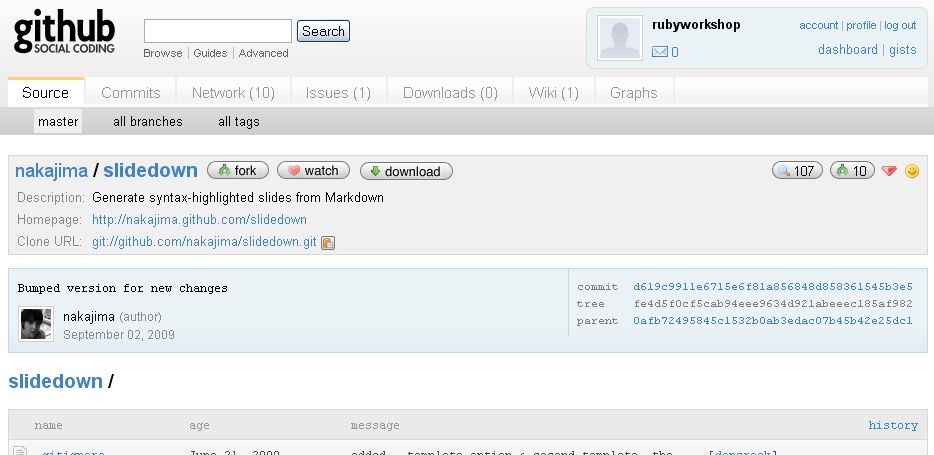 github
SOCIAL CODING
Search
Browse | Guides | Advanced
rubyworkshop
account | profile | log out
0
dashboard | gists
Source
Commits
Network (10)
Issues (1)
Downloads (0)
Wiki (1)
Graphs
master
all branches
all tags
nakajima / slidedown
fork
watch
download
107
10
Description: Generate syntax-highlighted slides from Markdown
Homepage: http://nakajima.github.com/slidedown
Clone URL: git://github.com/nakajima/slidedown.git
Bumped version for new changes
nakajima (author)
September 02, 2009
commit d619c9911e6715e6f81a856848d858361545b3e5
tree fe4d5f0cf5cab94eee9634d921abeeec185af982
parent 0afb72495845c1532b0ab3edac07b45b42e25dc1
slidedown /
name age message history
.gitignore June 21, 2009